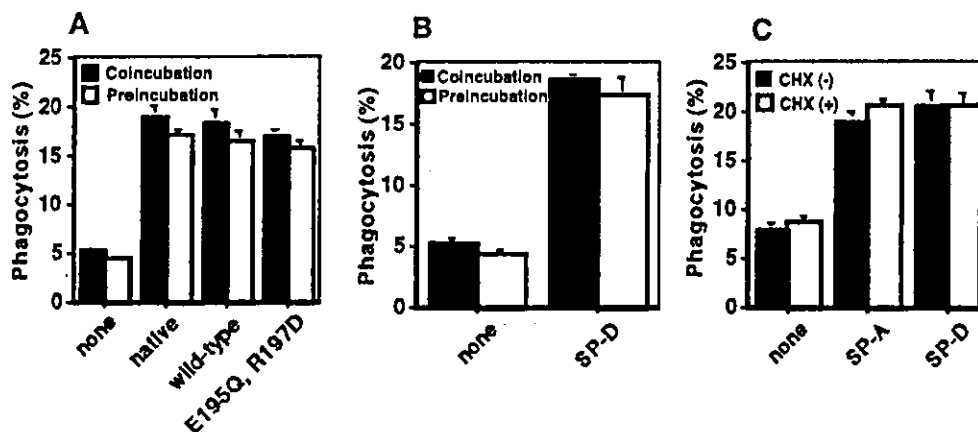 A
Phagocytosis (%)
25
20
15
10
5
0
Coincubation
Preincubation
none
native
wild-type
E195Q, R197D
B
Phagocytosis (%)
20
15
10
5
0
Coincubation
Preincubation
none
SP-D
C
Phagocytosis (%)
25
20
15
10
5
0
CHX (-)
CHX (+)
none
SP-A
SP-D